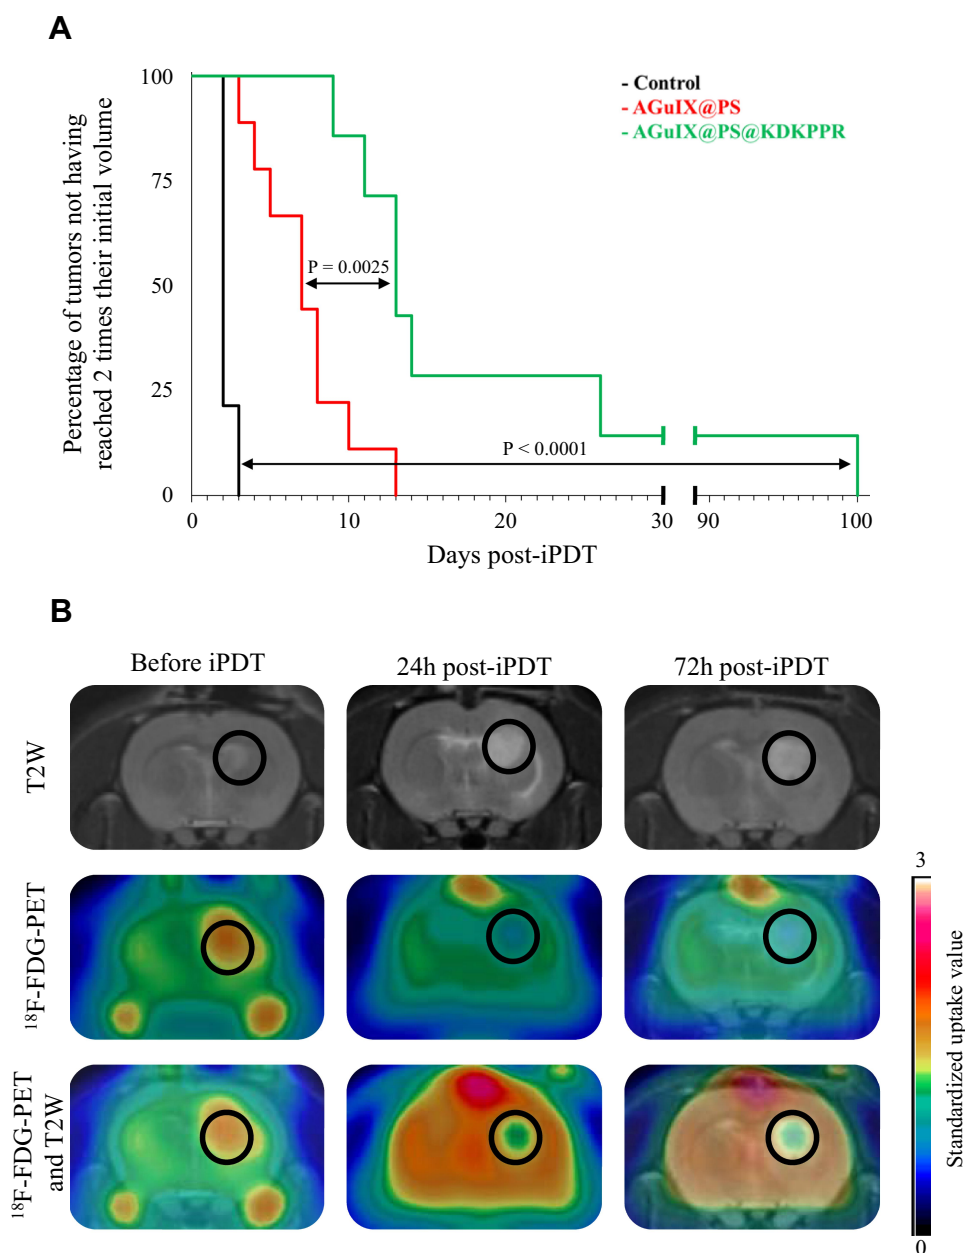 A
100
75
50
25
0
Percentage of tumors not having
reached 2 times their initial volume
- Control
- AGuIX@PS
- AGuIX@PS@KDKPPR
P = 0.0025
P < 0.0001
0
10
20
30
90
100
Days post-iPDT
B
Before iPDT
24h post-iPDT
72h post-iPDT
T2W
¹⁸F-FDG-PET
¹⁸F-FDG-PET
and T2W
3
Standardized uptake value
0